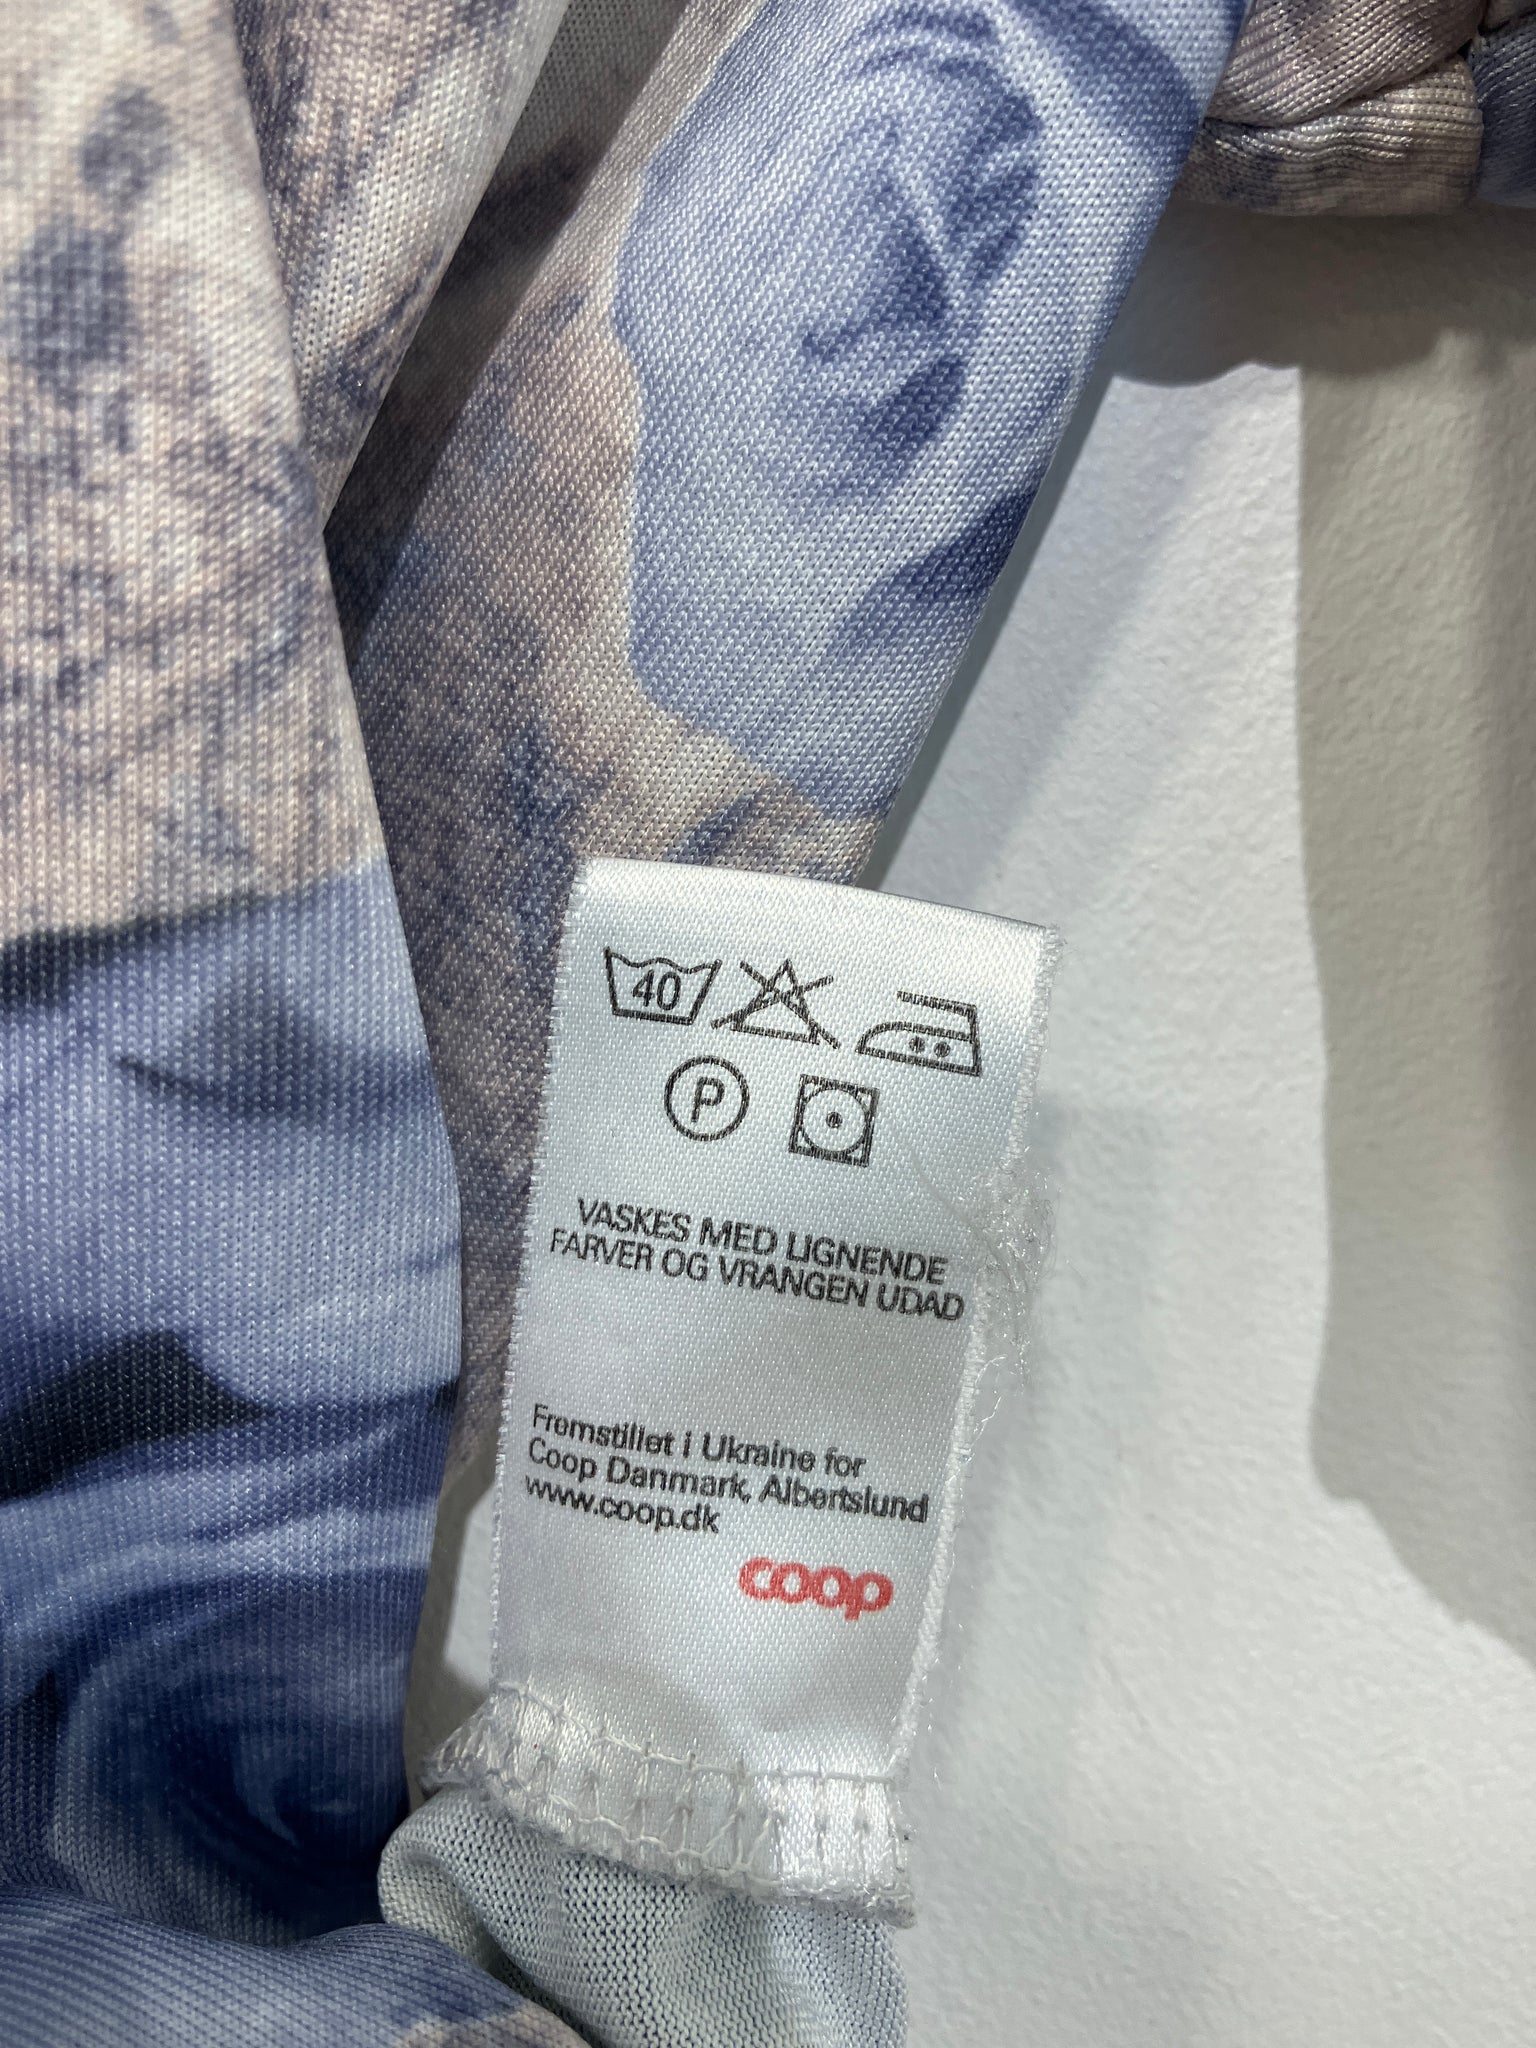 40
P
VASKES MED LIGNENDE
FARVER OG VRANGEN UDAD
Fremstillet i Ukraine for
Coop Danmark, Albertslund
www.coop.dk
coop